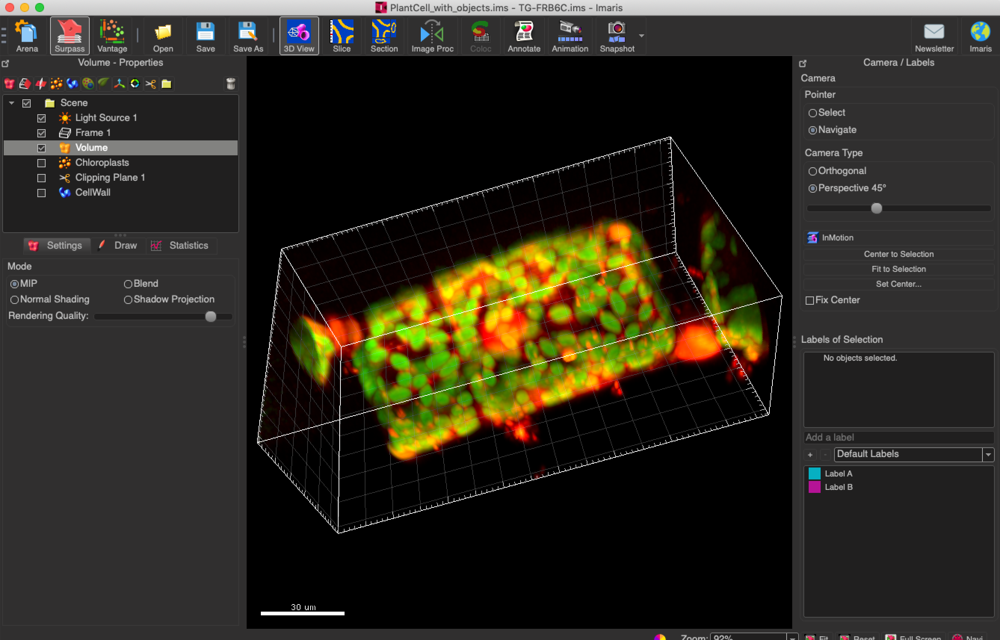 PlantCell_with_objects.ims - TG-FRB6C.ims - Imaris
Arena
Surpass
Vantage
Open
Save
Save As
3D View
Slice
Section
Image Proc
Coloc
Annotate
Animation
Snapshot
Newsletter
Imaris
Volume - Properties
Scene
Light Source 1
Frame 1
Volume
Chloroplasts
Clipping Plane 1
CellWall
Settings
Draw
Statistics
Mode
MIP
Blend
Normal Shading
Shadow Projection
Rendering Quality:
30 um
Camera / Labels
Camera
Pointer
Select
Navigate
Camera Type
Orthogonal
Perspective 45°
InMotion
Center to Selection
Fit to Selection
Set Center...
Fix Center
Labels of Selection
No objects selected.
Add a label
+
-
Default Labels
Label A
Label B
Zoom: 92%
Fit
Reset
Full Screen
Navi